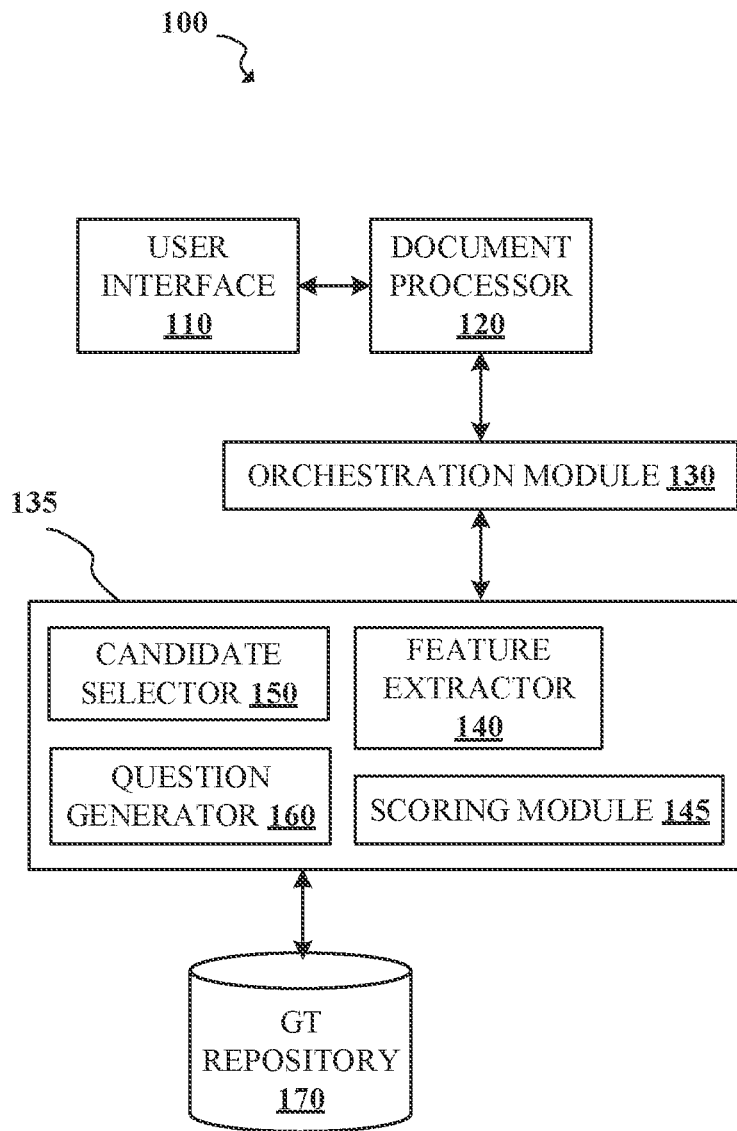 100
USER
INTERFACE
110
DOCUMENT
PROCESSOR
120
ORCHESTRATION MODULE 130
135
CANDIDATE
SELECTOR 150
FEATURE
EXTRACTOR
140
QUESTION
GENERATOR 160
SCORING MODULE 145
GT
REPOSITORY
170